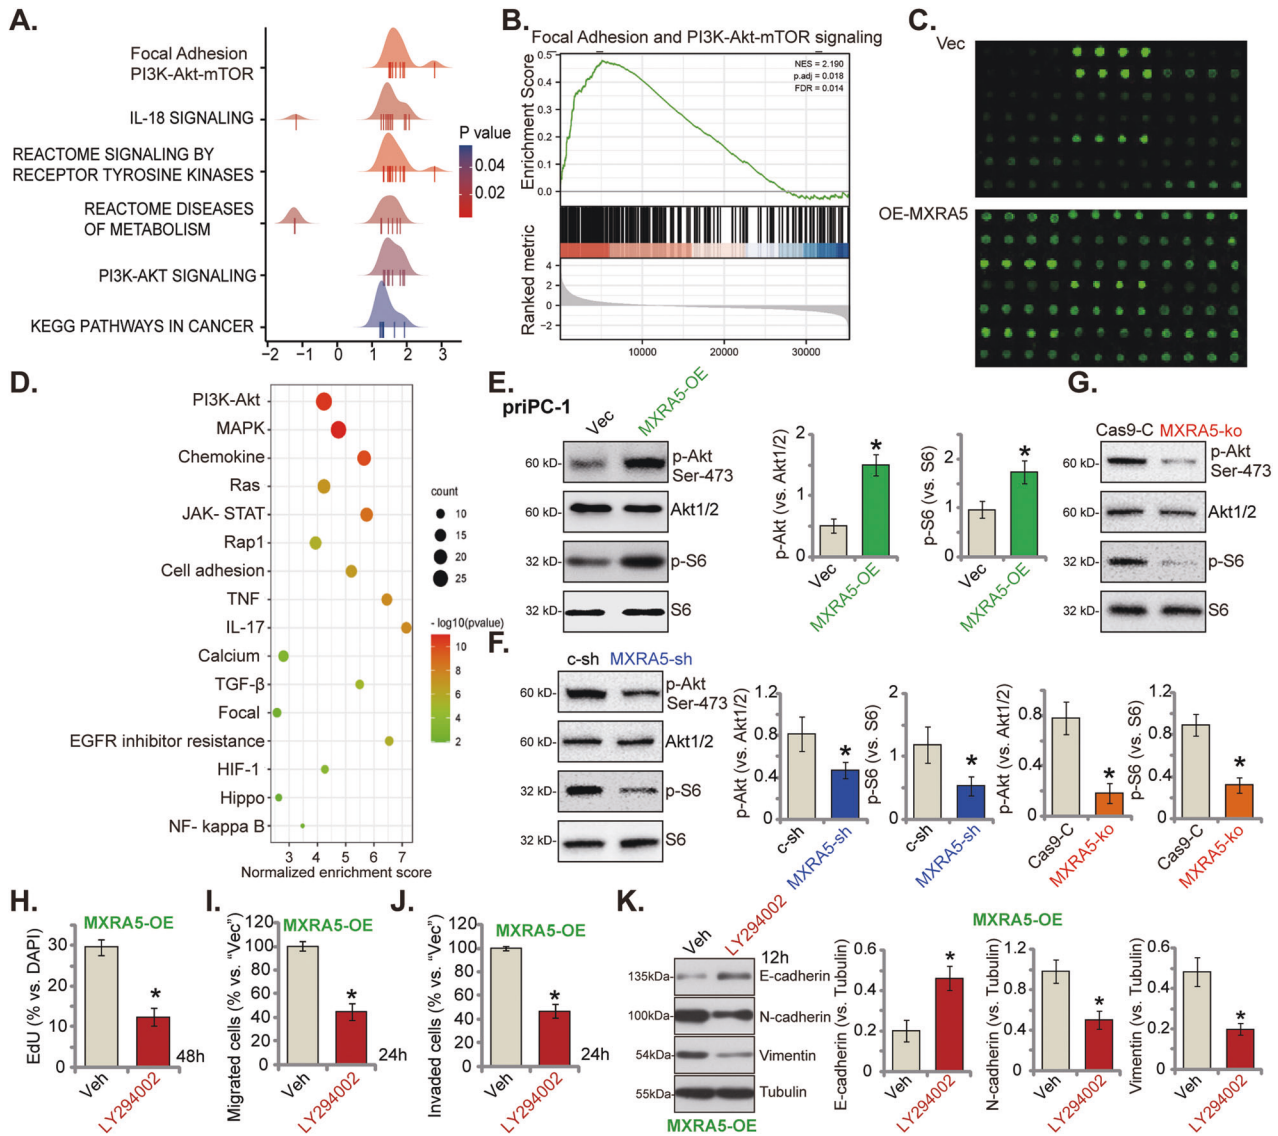 A.
Focal Adhesion
PI3K-Akt-mTOR
IL-18 SIGNALING
REACTOME SIGNALING BY
RECEPTOR TYROSINE KINASES
REACTOME DISEASES
OF METABOLISM
PI3K-AKT SIGNALING
KEGG PATHWAYS IN CANCER
−2 −1 0 1 2 3
P value
0.04
0.02
B.
Focal Adhesion and PI3K-Akt-mTOR signaling
NES = 2.190
p.adj = 0.018
FDR = 0.014
Enrichment Score
0.5
0.4
0.3
0.2
0.1
0.0
Ranked metric
4
2
0
−2
10000 20000 30000
C.
Vec
OE-MXRA5
D.
PI3K-Akt
MAPK
Chemokine
Ras
JAK- STAT
Rap1
Cell adhesion
TNF
IL-17
Calcium
TGF-β
Focal
EGFR inhibitor resistance
HIF-1
Hippo
NF- kappa B
3 4 5 6 7
Normalized enrichment score
count
10
15
20
25
- log10(pvalue)
10
8
6
4
2
E.
priPC-1
Vec MXRA5-OE
60 kD- p-Akt
Ser-473
60 kD- Akt1/2
32 kD- p-S6
32 kD- S6
p-Akt (vs. Akt1/2)
2
1
0
Vec
MXRA5-OE
*
p-S6 (vs. S6)
2
1
0
Vec
MXRA5-OE
*
G.
Cas9-C MXRA5-ko
60 kD- p-Akt
Ser-473
60 kD- Akt1/2
32 kD- p-S6
32 kD- S6
F.
c-sh MXRA5-sh
60 kD- p-Akt
Ser-473
60 kD- Akt1/2
32 kD- p-S6
32 kD- S6
p-Akt (vs. Akt1/2)
1.2
0.8
0.4
0
c-sh
MXRA5-sh
*
p-S6 (vs. S6)
2
1
0
c-sh
MXRA5-sh
*
p-Akt (vs. Akt1/2)
0.8
0.4
0
Cas9-C
MXRA5-ko
*
p-S6 (vs. S6)
1.2
0.8
0.4
0
Cas9-C
MXRA5-ko
*
H.
MXRA5-OE
EdU (% vs. DAPI)
30
20
10
0
*
48h
Veh
LY294002
I.
MXRA5-OE
Migrated cells (% vs. “Vec”)
120
100
80
60
40
20
0
*
24h
Veh
LY294002
J.
MXRA5-OE
Invaded cells (% vs. “Vec”)
120
100
80
60
40
20
0
*
24h
Veh
LY294002
K.
Veh LY294002
12h
135kDa- E-cadherin
100kDa- N-cadherin
54kDa- Vimentin
55kDa- Tubulin
MXRA5-OE
MXRA5-OE
E-cadherin (vs. Tubulin)
0.6
0.4
0.2
0
*
Veh
LY294002
N-cadherin (vs. Tubulin)
1.2
0.8
0.4
0
*
Veh
LY294002
Vimentin (vs. Tubulin)
0.6
0.4
0.2
0
*
Veh
LY294002